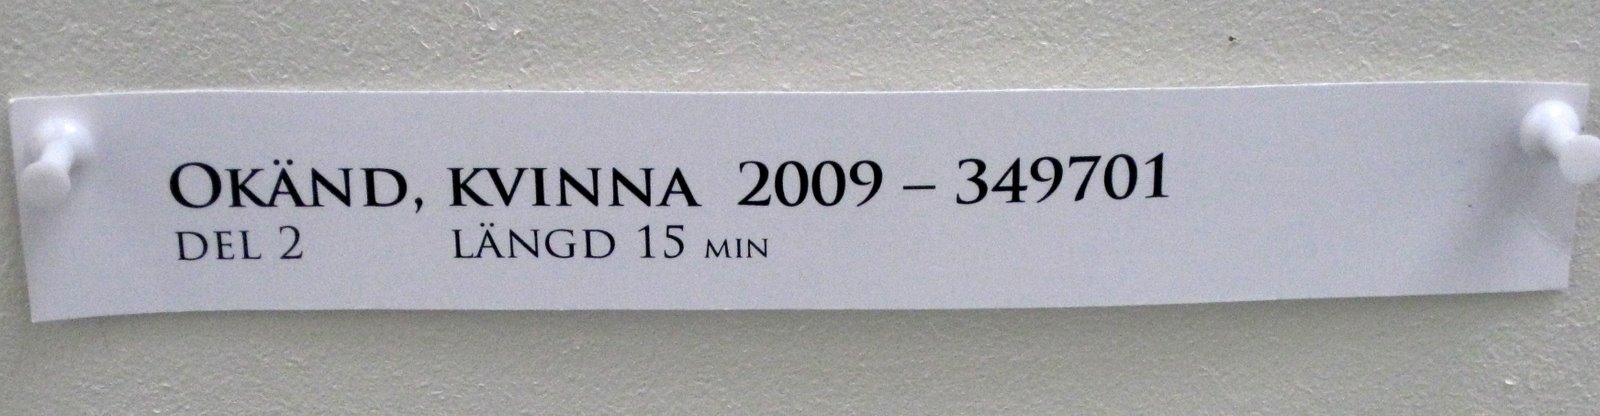 OKÄND, KVINNA 2009 – 349701
DEL 2 LÄNGD 15 MIN